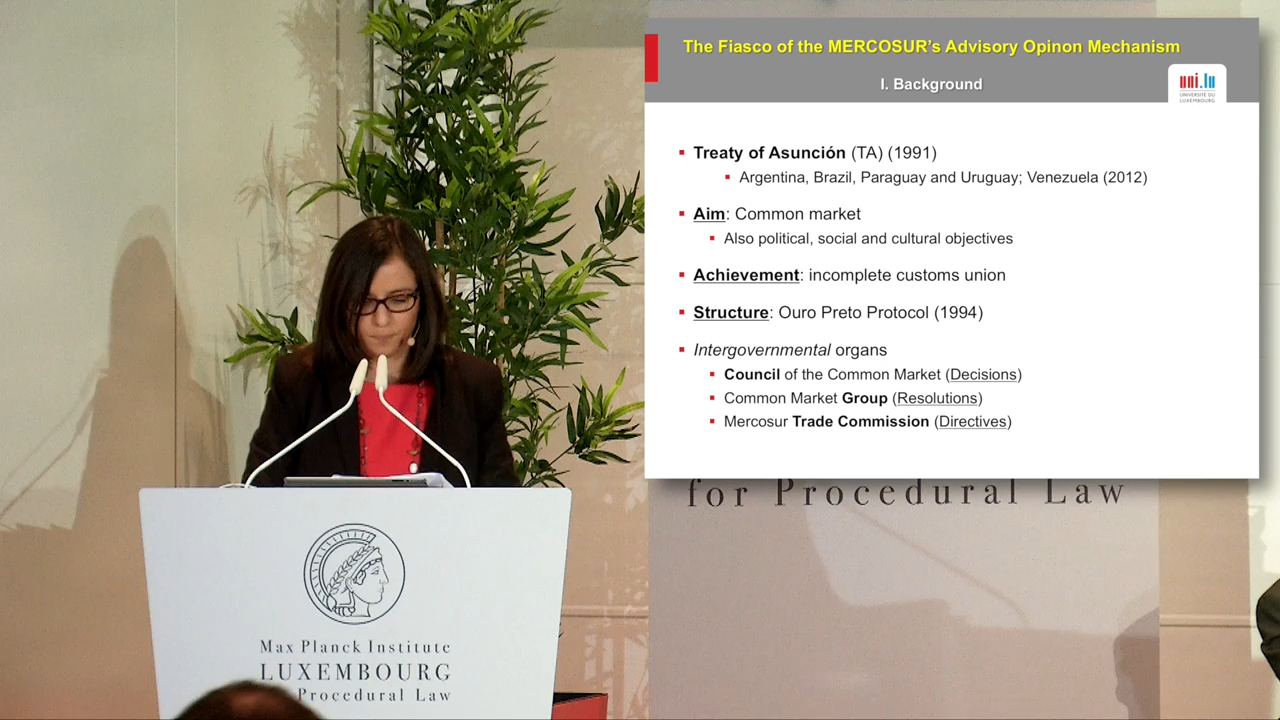 The Fiasco of the MERCOSUR's Advisory Opinon Mechanism
I. Background
uni.lu
UNIVERSITÉ DU
LUXEMBOURG
Treaty of Asunción (TA) (1991)
Argentina, Brazil, Paraguay and Uruguay; Venezuela (2012)
Aim: Common market
Also political, social and cultural objectives
Achievement: incomplete customs union
Structure: Ouro Preto Protocol (1994)
Intergovernmental organs
Council of the Common Market (Decisions)
Common Market Group (Resolutions)
Mercosur Trade Commission (Directives)
for Procedural Law
Max Planck Institute
LUXEMBOURG
Procedural Law